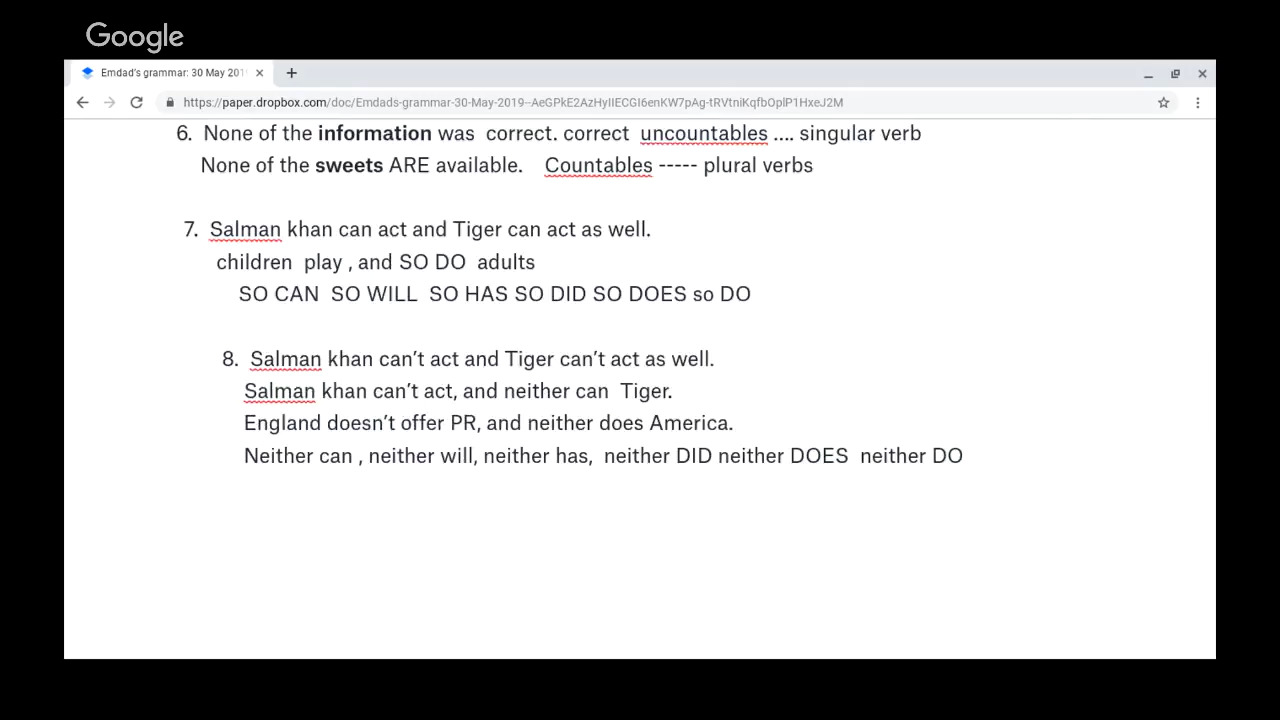 Google
Emdad's grammar: 30 May 201
https://paper.dropbox.com/doc/Emdads-grammar-30-May-2019--AeGPkE2AzHyIIECGI6enKW7pAg-tRVtniKqfbOplP1HxeJ2M
6. None of the information was correct. correct uncountables .... singular verb
None of the sweets ARE available. Countables ----- plural verbs
7. Salman khan can act and Tiger can act as well.
children play , and SO DO adults
SO CAN SO WILL SO HAS SO DID SO DOES so DO
8. Salman khan can't act and Tiger can't act as well.
Salman khan can't act, and neither can Tiger.
England doesn't offer PR, and neither does America.
Neither can , neither will, neither has, neither DID neither DOES neither DO